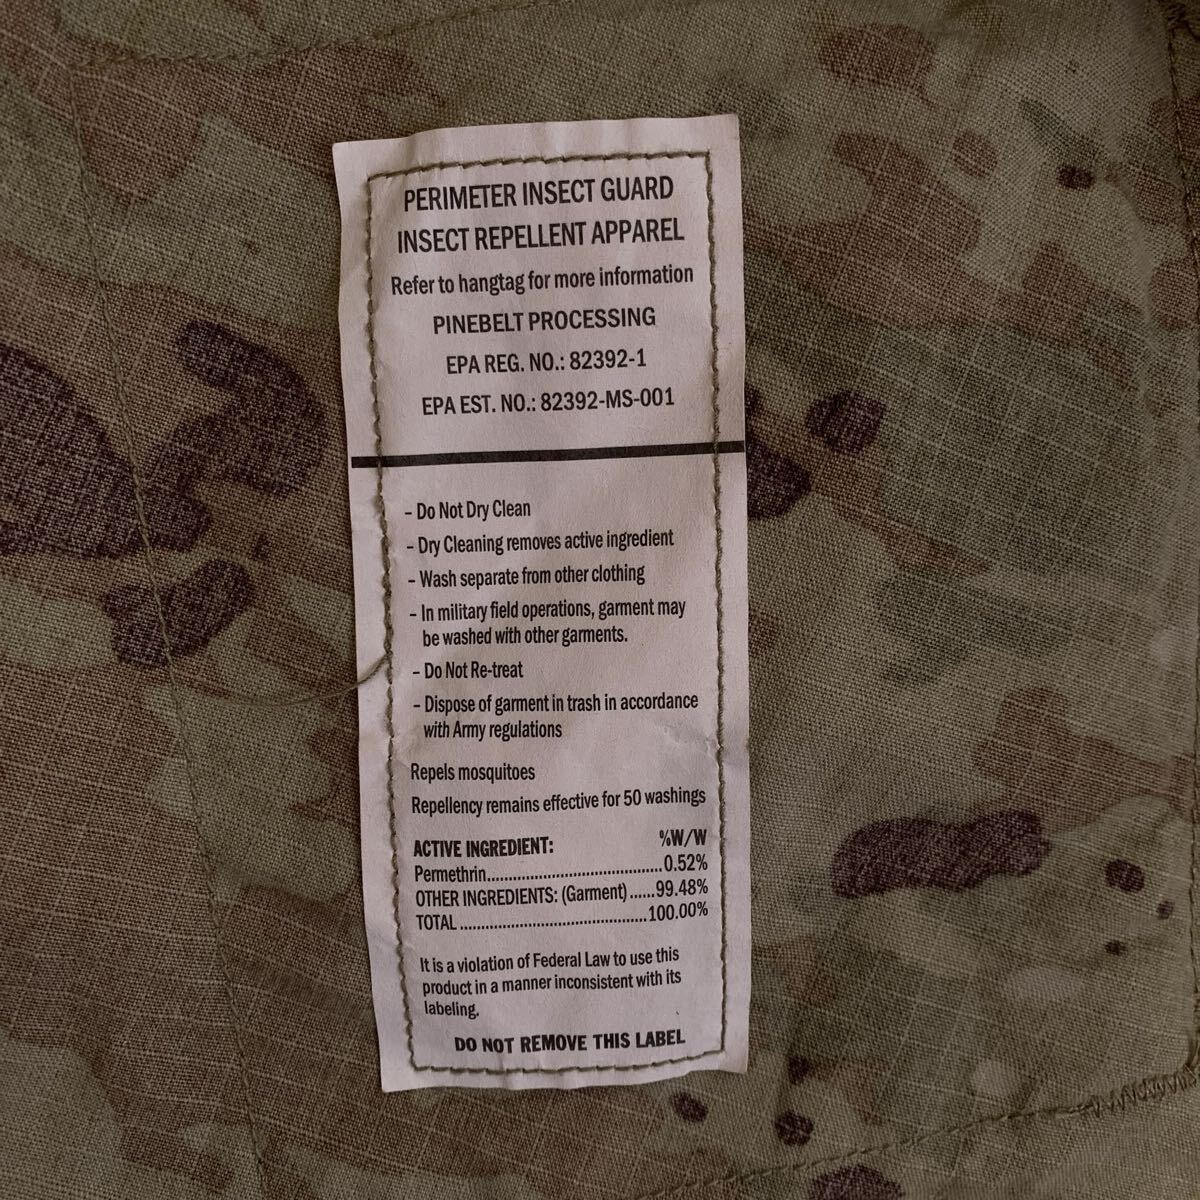 PERIMETER INSECT GUARD
INSECT REPELLENT APPAREL
Refer to hangtag for more information
PINEBELT PROCESSING
EPA REG. NO.: 82392-1
EPA EST. NO.: 82392-MS-001
- Do Not Dry Clean
- Dry Cleaning removes active ingredient
- Wash separate from other clothing
- In military field operations, garment may
be washed with other garments.
- Do Not Re-treat
- Dispose of garment in trash in accordance
with Army regulations
Repels mosquitoes
Repellency remains effective for 50 washings
ACTIVE INGREDIENT: %W/W
Permethrin..........................................0.52%
OTHER INGREDIENTS: (Garment)......99.48%
TOTAL.............................................100.00%
It is a violation of Federal Law to use this
product in a manner inconsistent with its
labeling.
DO NOT REMOVE THIS LABEL